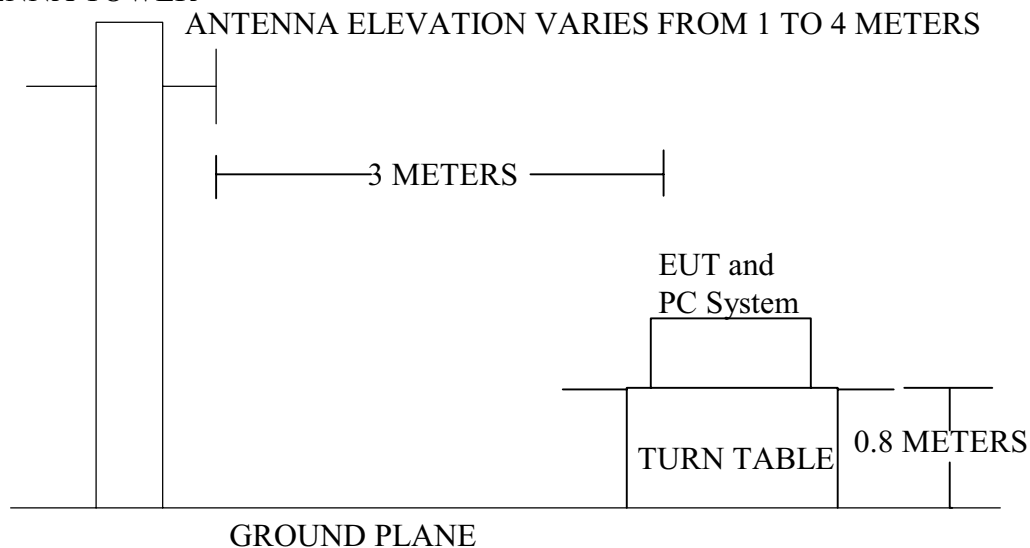 ANTENNA ELEVATION VARIES FROM 1 TO 4 METERS
3 METERS
EUT and
PC System
0.8 METERS
TURN TABLE
GROUND PLANE